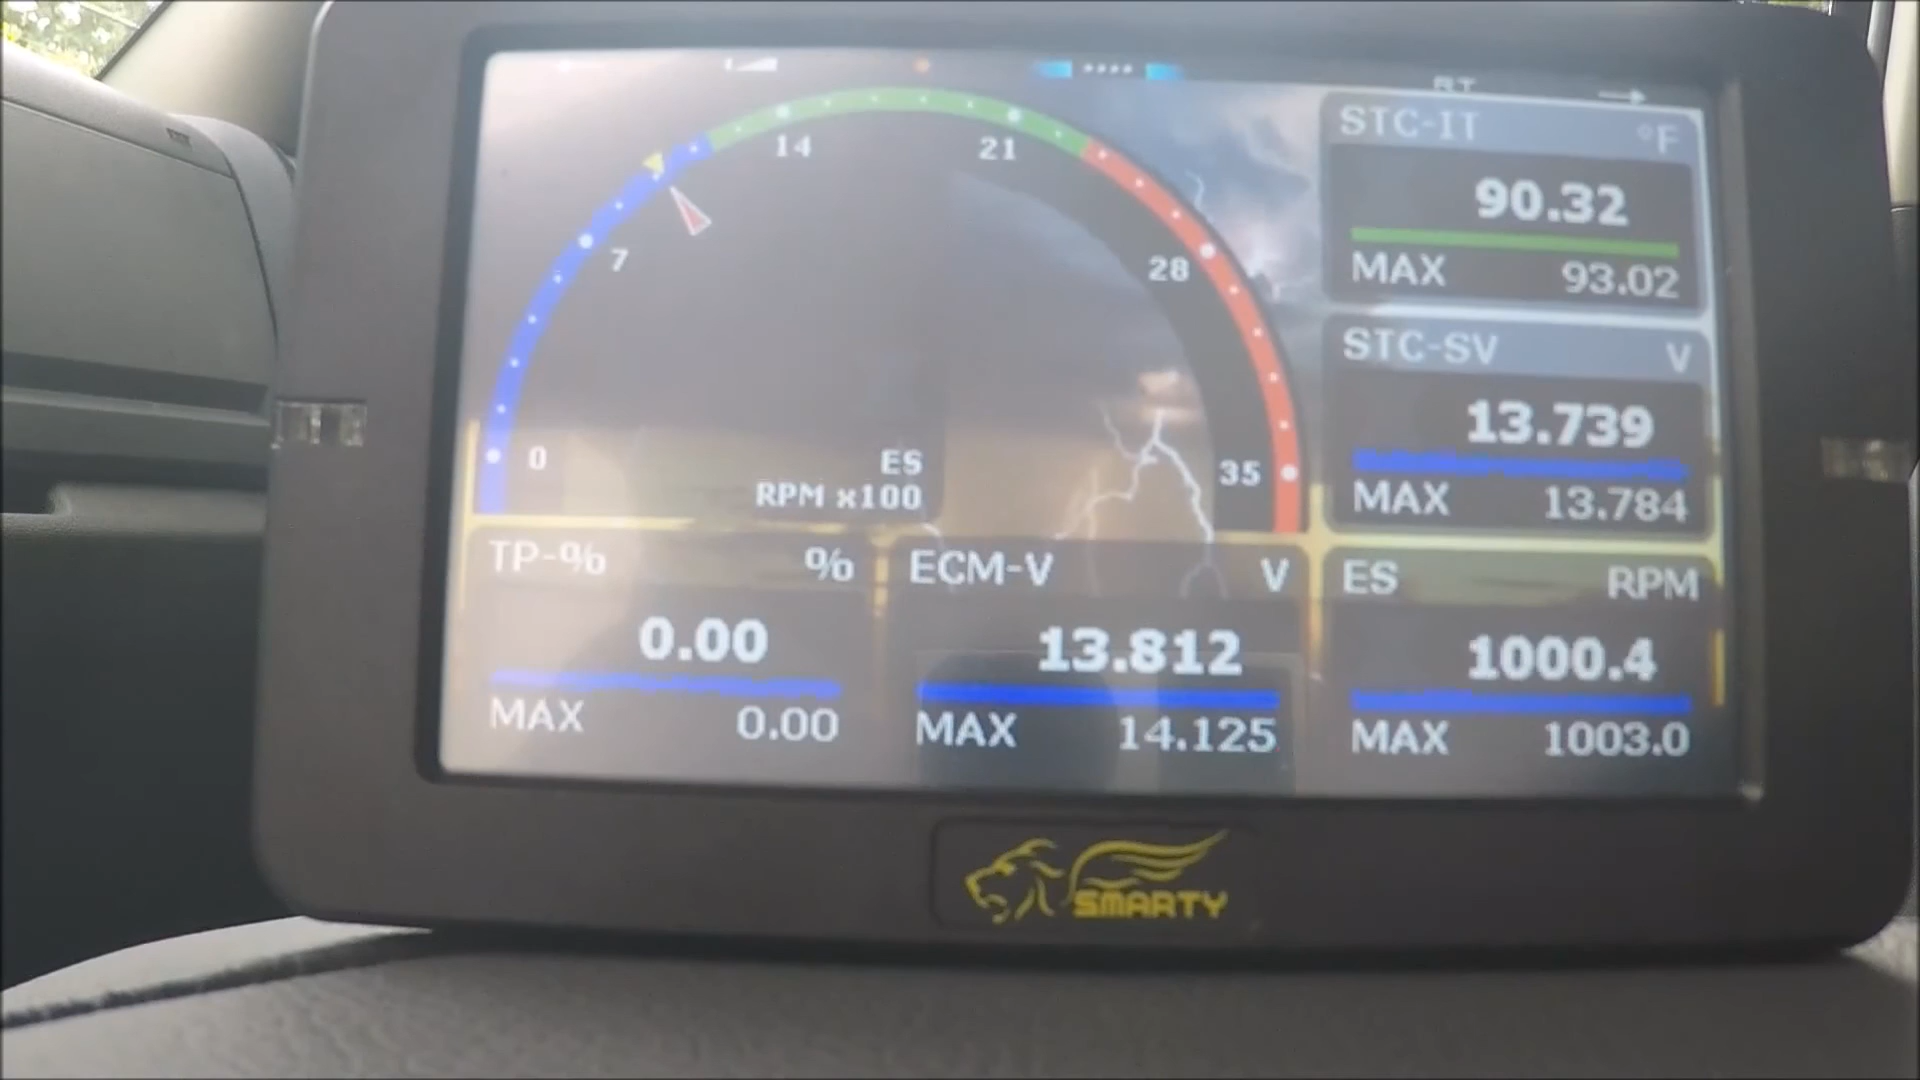 RT
14
21
7
28
0
35
ES
RPM x100
STC-IT °F
90.32
MAX 93.02
STC-SV V
13.739
MAX 13.784
TP-% %
0.00
MAX 0.00
ECM-V V
13.812
MAX 14.125
ES RPM
1000.4
MAX 1003.0
SMARTY